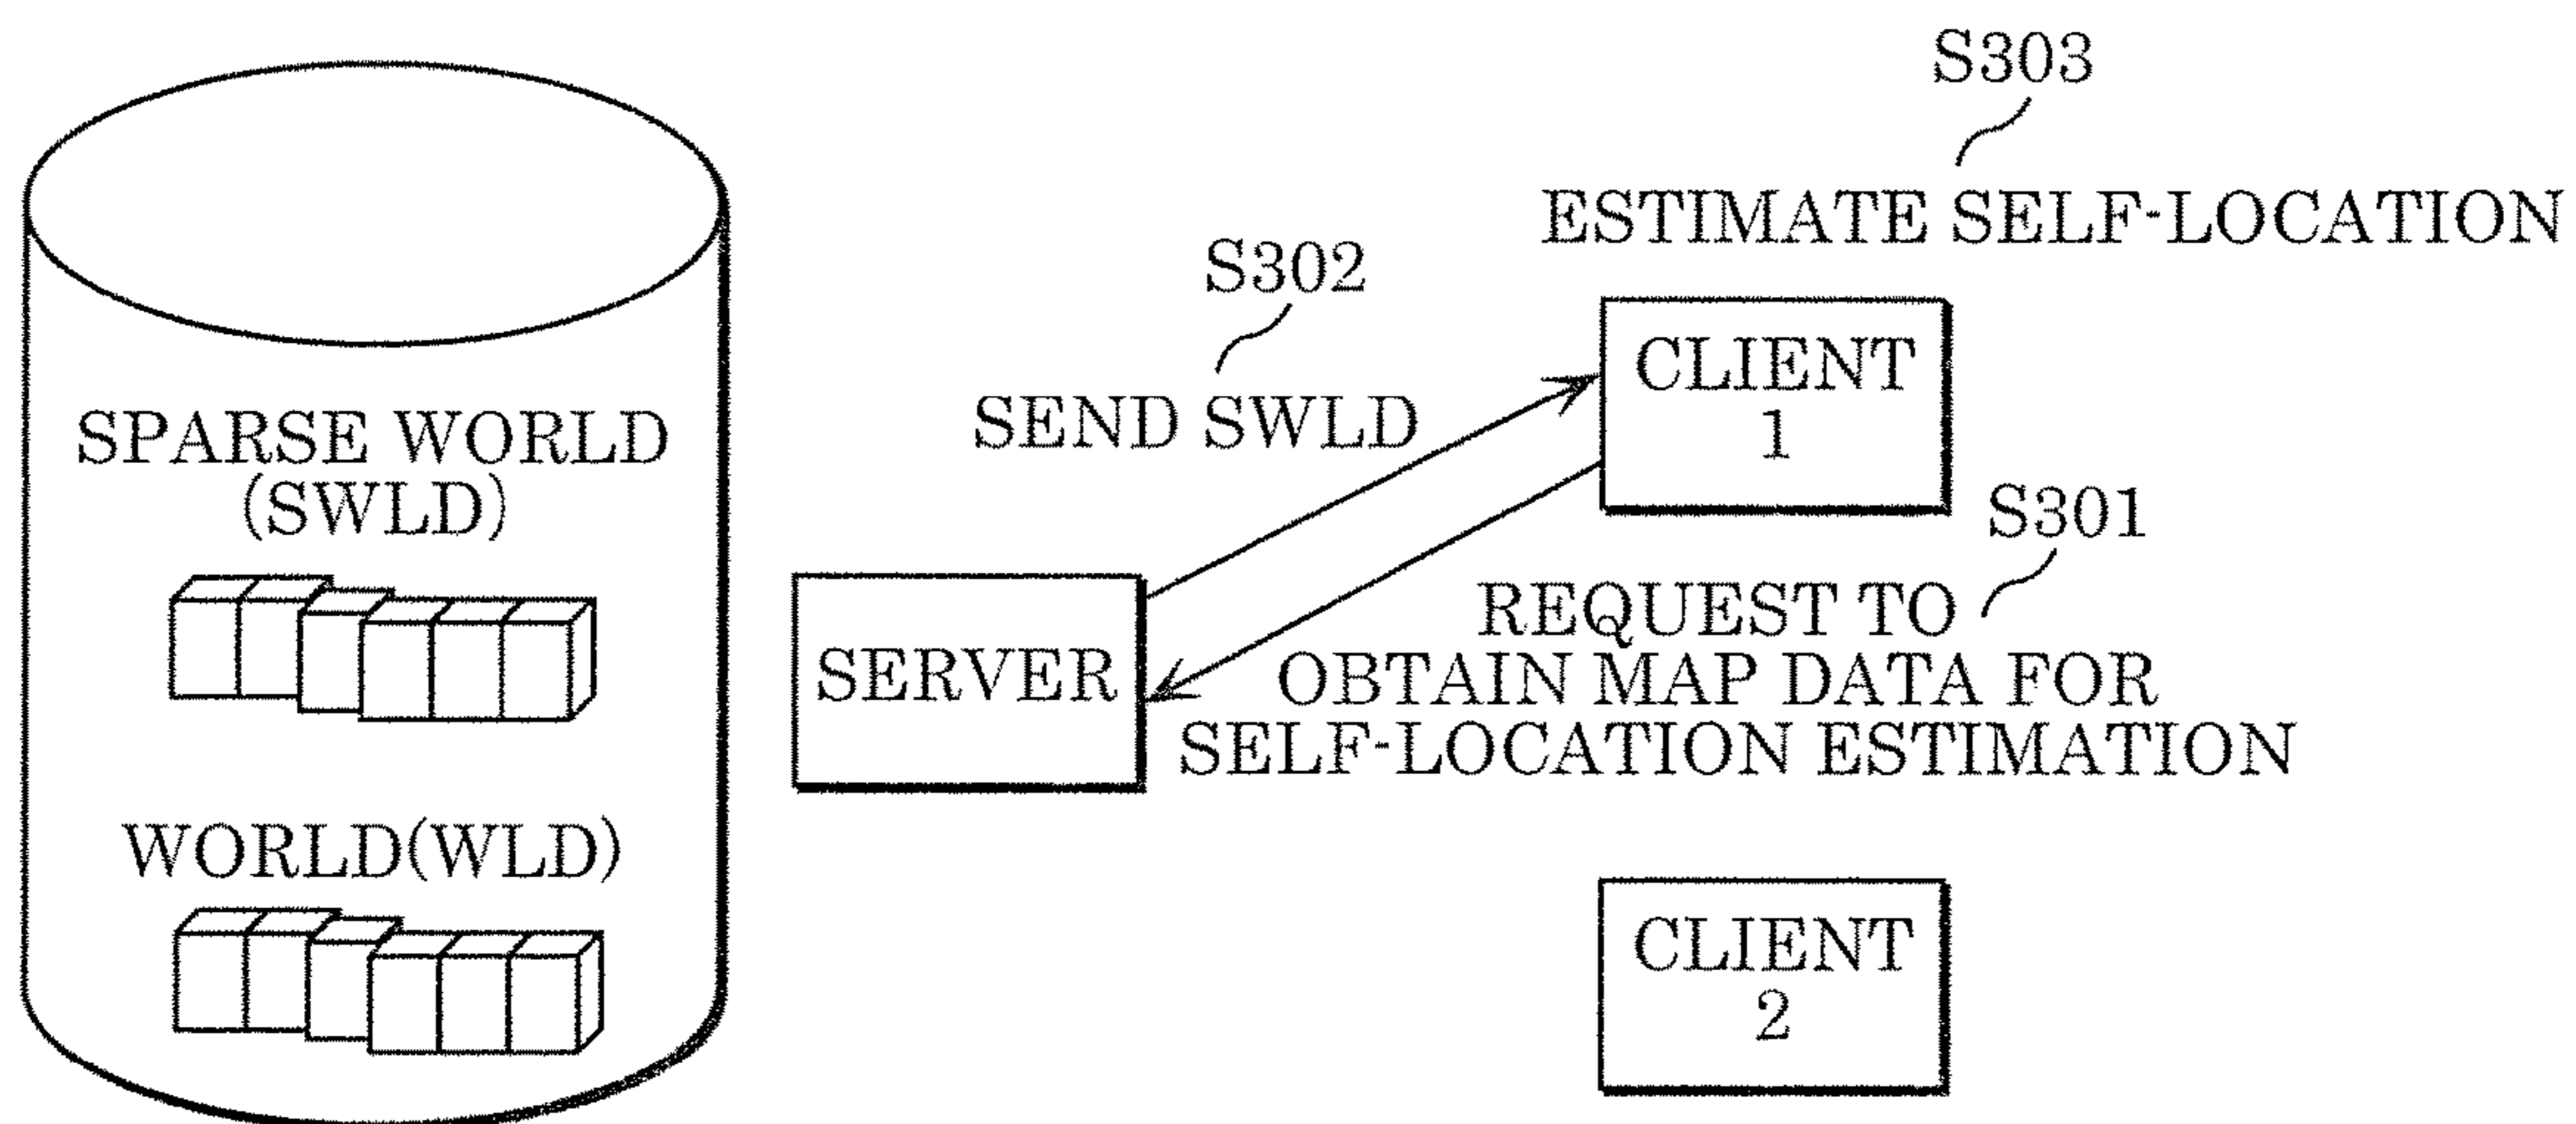 S303
ESTIMATE SELF-LOCATION
S302
SEND SWLD
CLIENT
1
SPARSE WORLD
(SWLD)
S301
REQUEST TO
OBTAIN MAP DATA FOR
SELF-LOCATION ESTIMATION
SERVER
WORLD(WLD)
CLIENT
2